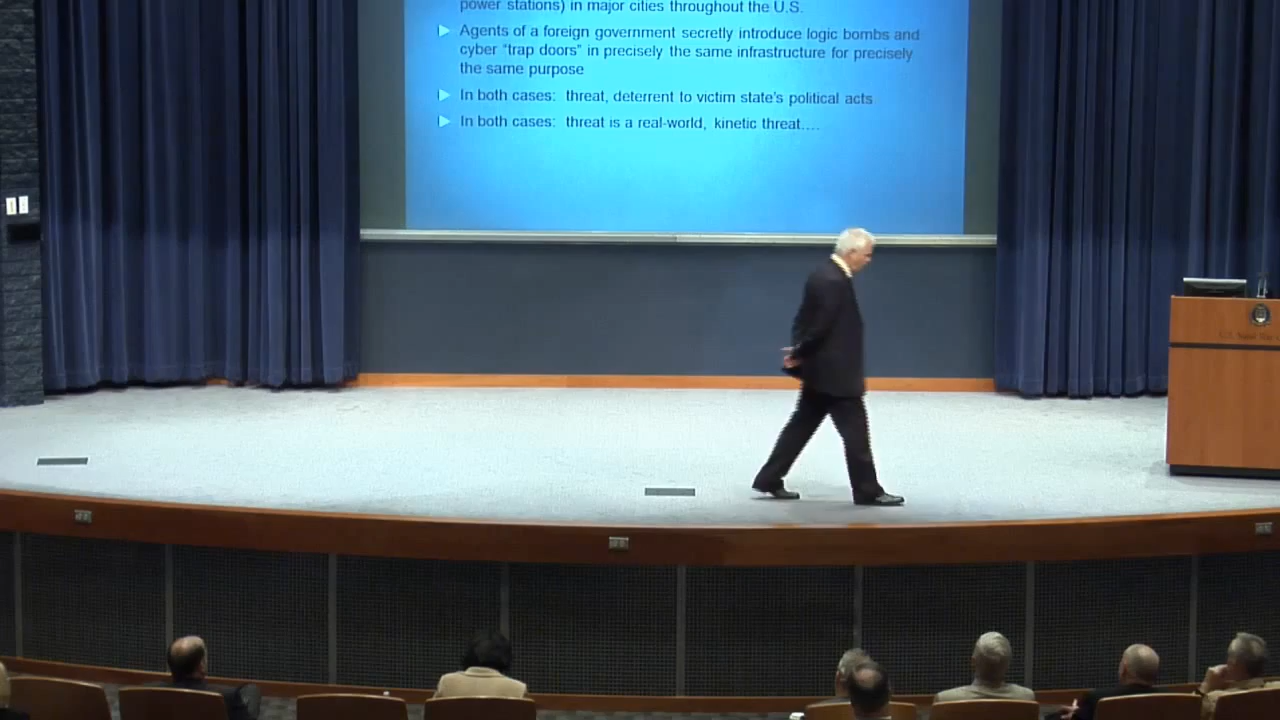 power stations) in major cities throughout the U.S.
Agents of a foreign government secretly introduce logic bombs and
cyber “trap doors” in precisely the same infrastructure for precisely
the same purpose
In both cases: threat, deterrent to victim state’s political acts
In both cases: threat is a real-world, kinetic threat....